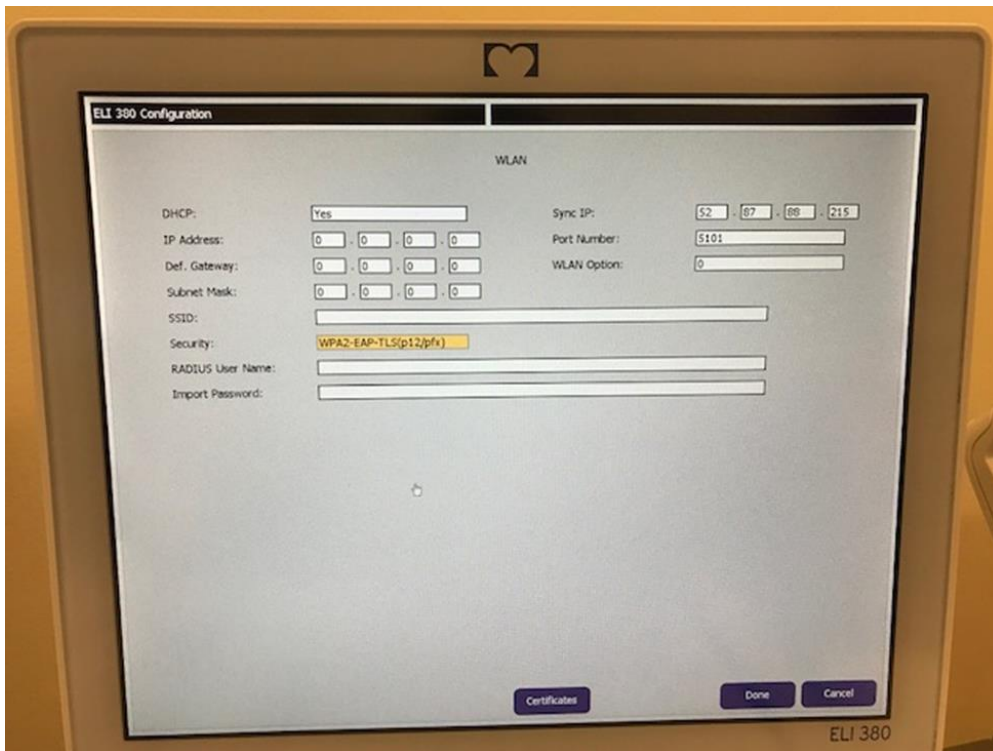 ELI 380 Configuration
WLAN
DHCP: Yes
IP Address: 0 . 0 . 0 . 0
Def. Gateway: 0 . 0 . 0 . 0
Subnet Mask: 0 . 0 . 0 . 0
Sync IP: 52 . 87 . 88 . 215
Port Number: 5101
WLAN Option: 0
SSID:
Security: WPA2-EAP-TLS(p12/pfx)
RADIUS User Name:
Import Password:
Certificates
Done
Cancel
ELI 380